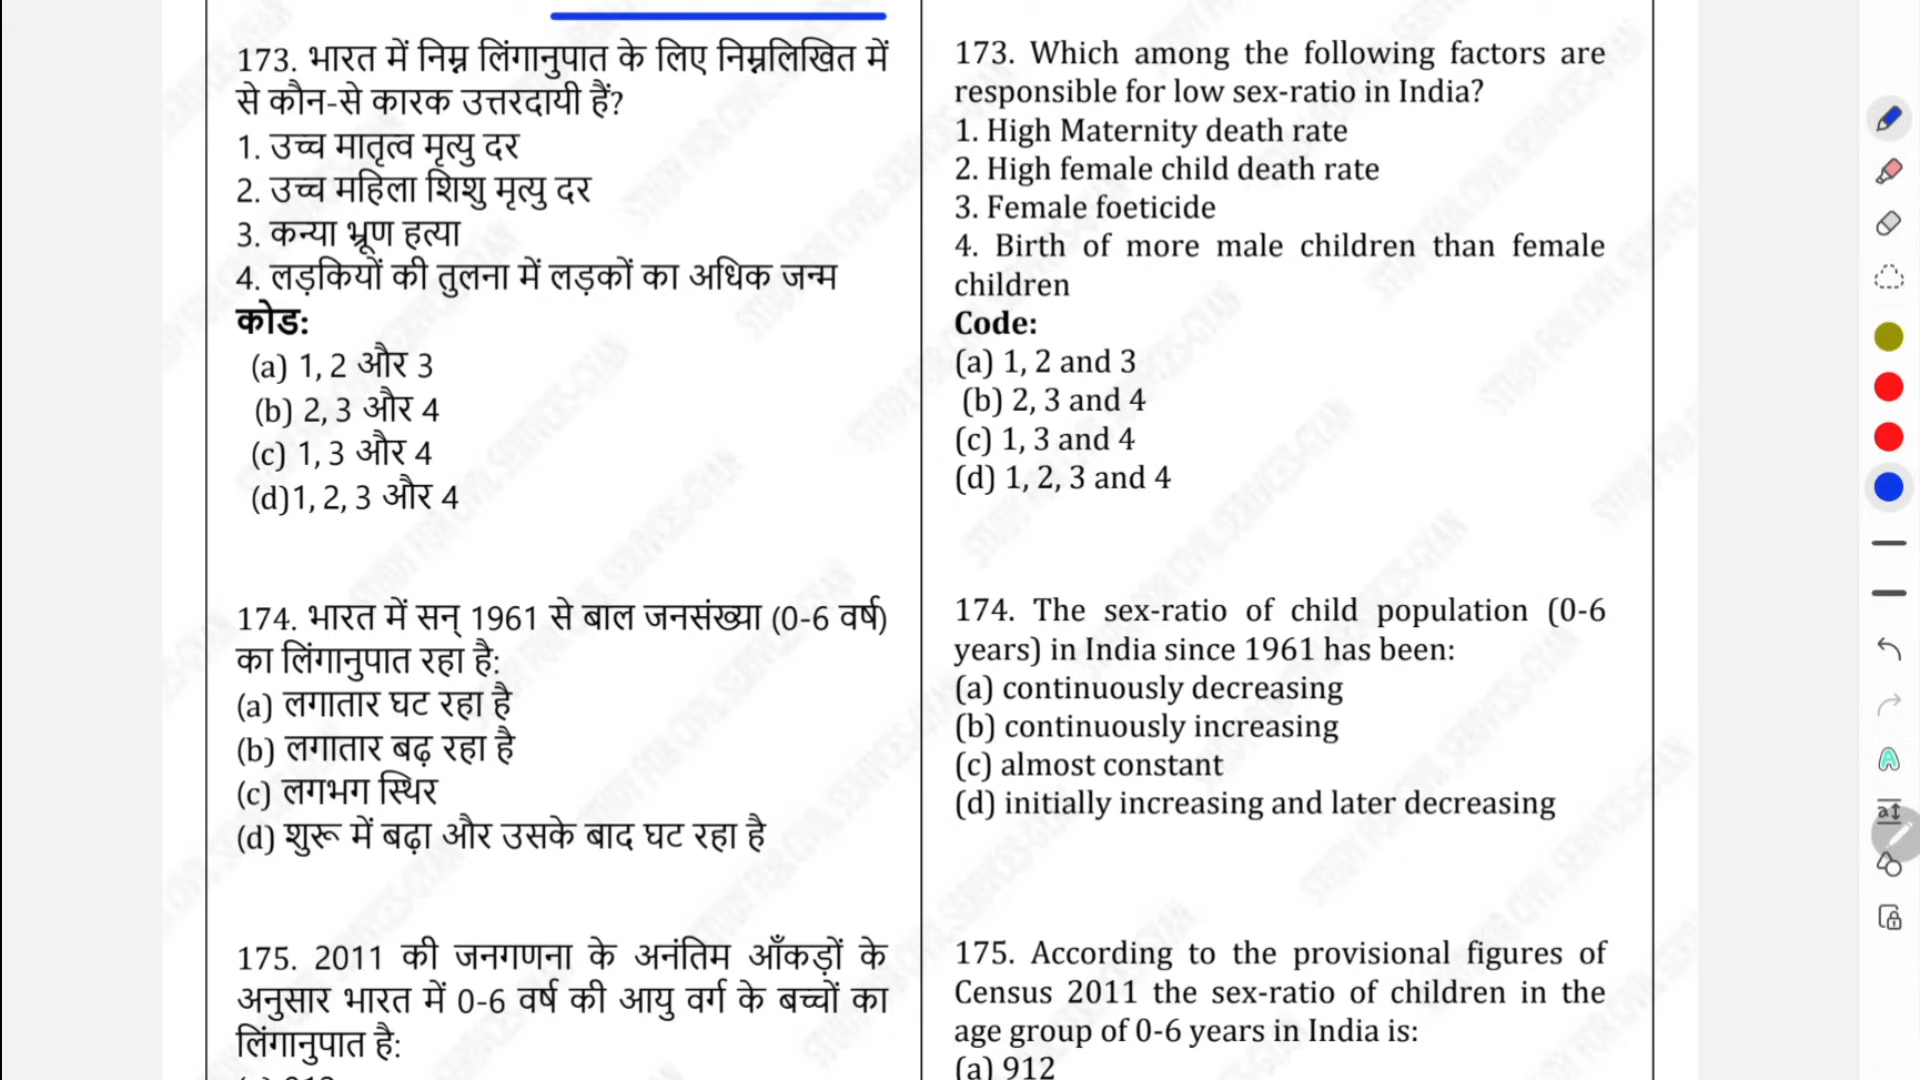 173. भारत में निम्न लिंगानुपात के लिए निम्नलिखित में
से कौन-से कारक उत्तरदायी हैं?
1. उच्च मातृत्व मृत्यु दर
2. उच्च महिला शिशु मृत्यु दर
3. कन्या भ्रूण हत्या
4. लड़कियों की तुलना में लड़कों का अधिक जन्म
कोड:
(a) 1, 2 और 3
(b) 2, 3 और 4
(c) 1, 3 और 4
(d)1, 2, 3 और 4
174. भारत में सन् 1961 से बाल जनसंख्या (0-6 वर्ष)
का लिंगानुपात रहा है:
(a) लगातार घट रहा है
(b) लगातार बढ़ रहा है
(c) लगभग स्थिर
(d) शुरू में बढ़ा और उसके बाद घट रहा है
175. 2011 की जनगणना के अनंतिम आँकड़ों के
अनुसार भारत में 0-6 वर्ष की आयु वर्ग के बच्चों का
लिंगानुपात है:
173. Which among the following factors are
responsible for low sex-ratio in India?
1. High Maternity death rate
2. High female child death rate
3. Female foeticide
4. Birth of more male children than female
children
Code:
(a) 1, 2 and 3
(b) 2, 3 and 4
(c) 1, 3 and 4
(d) 1, 2, 3 and 4
174. The sex-ratio of child population (0-6
years) in India since 1961 has been:
(a) continuously decreasing
(b) continuously increasing
(c) almost constant
(d) initially increasing and later decreasing
175. According to the provisional figures of
Census 2011 the sex-ratio of children in the
age group of 0-6 years in India is:
(a) 912